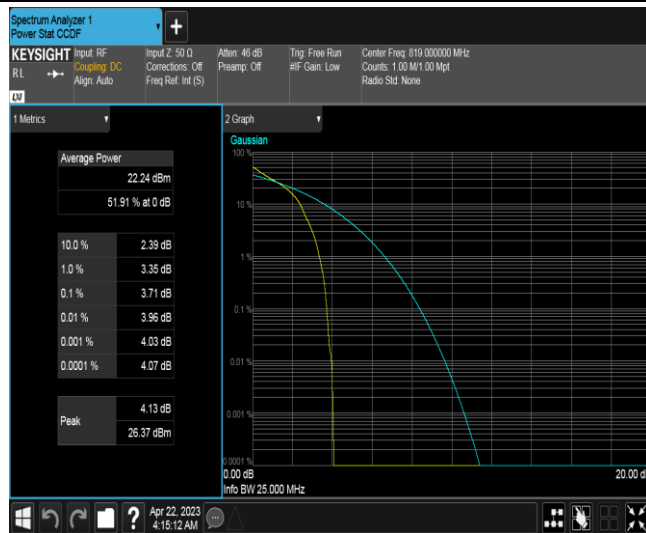 Spectrum Analyzer 1
Power Stat CCDF
+
KEYSIGHT
RL
Input: RF
Coupling: DC
Align: Auto
Input Z: 50 Ω
Corrections: Off
Freq Ref: Int (S)
Atten: 46 dB
Preamp: Off
Trig: Free Run
#IF Gain: Low
Center Freq: 819.000000 MHz
Counts: 1.00 M/1.00 Mpt
Radio Std: None
1 Metrics
Average Power
22.24 dBm
51.91 % at 0 dB
10.0 % 2.39 dB
1.0 % 3.35 dB
0.1 % 3.71 dB
0.01 % 3.96 dB
0.001 % 4.03 dB
0.0001 % 4.07 dB
Peak
4.13 dB
26.37 dBm
2 Graph
Gaussian
100 %
10 %
1 %
0.1 %
0.01 %
0.001 %
0.0001 %
0.00 dB
20.00 d
Info BW 25.000 MHz
?
Apr 22, 2023
4:15:12 AM